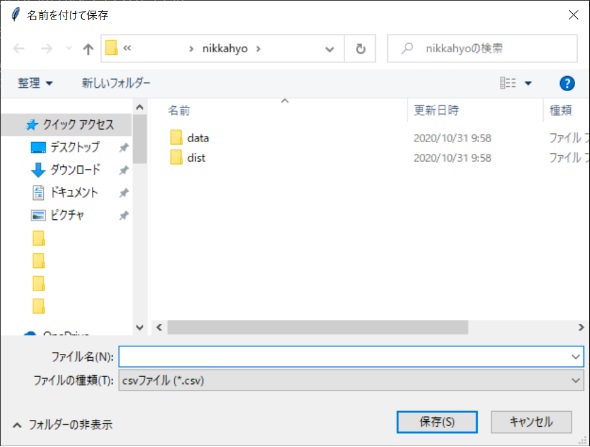 名前を付けて保存
« nikkahyo › nikkahyoの検索
整理 新しいフォルダー ?
名前 更新日時 種類
クイック アクセス
デスクトップ
ダウンロード
ドキュメント
ピクチャ
data 2020/10/31 9:58 ファイル フ
dist 2020/10/31 9:58 ファイル フ
OneDrive
ファイル名(N):
ファイルの種類(T): csvファイル (*.csv)
フォルダーの非表示 保存(S) キャンセル